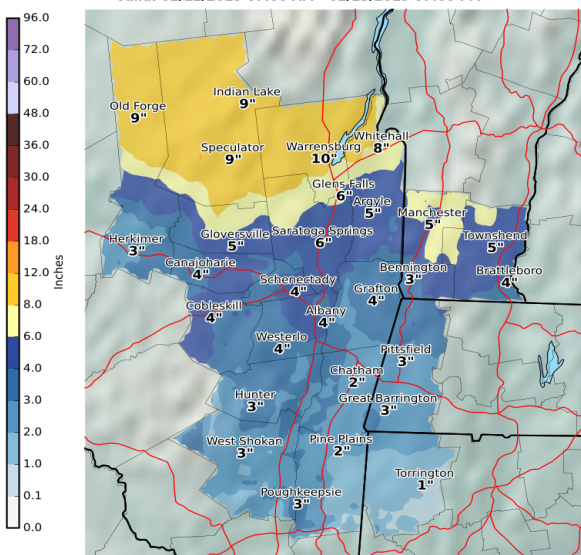 96.0
72.0
60.0
48.0
36.0
30.0
24.0
18.0
12.0
8.0
6.0
5.0
4.0
3.0
2.0
1.0
0.1
0.0
Inches
Indian Lake
9"
Old Forge
9"
Speculator
9"
Warrensburg
10"
Whitehall
8"
Glens Falls
6"
Argyle
5"
Manchester
5"
Herkimer
3"
Gloversville
5"
Saratoga Springs
6"
Townshend
5"
Canajoharie
4"
Schenectady
4"
Bennington
3"
Brattleboro
4"
Grafton
4"
Cobleskill
4"
Albany
4"
Westerlo
4"
Pittsfield
3"
Chatham
2"
Hunter
3"
Great Barrington
3"
West Shokan
3"
Pine Plains
2"
Torrington
1"
Poughkeepsie
3"